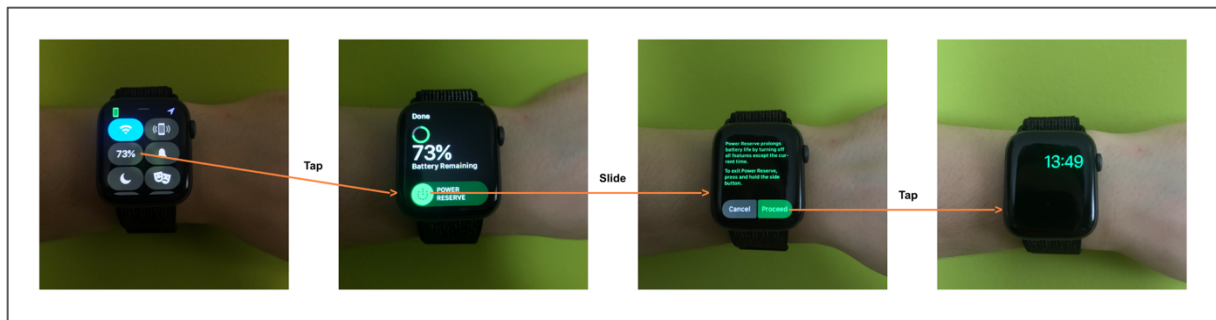 73%
Tap
Done
73%
Battery Remaining
POWER
RESERVE
Slide
Power Reserve prolongs
battery life by turning off
all features except the cur-
rent time.
To exit Power Reserve,
press and hold the side
button.
Cancel
Proceed
Tap
13:49